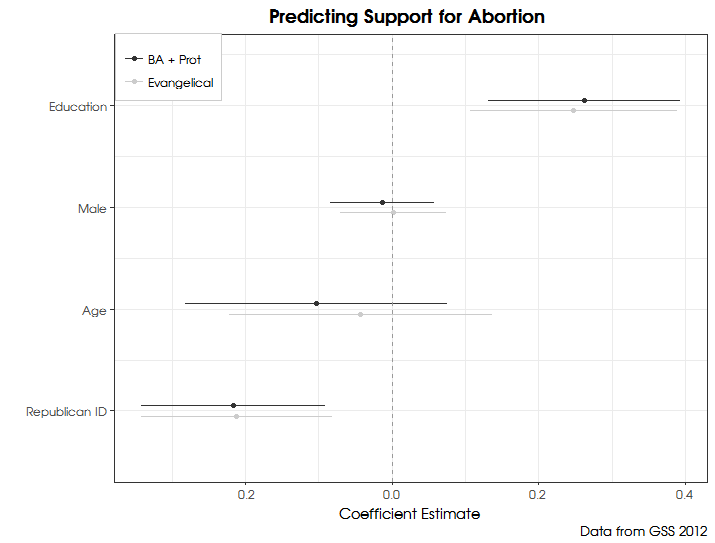 Predicting Support for Abortion
BA + Prot
Evangelical
Education
Male
Age
Republican ID
0.2 0.0 0.2 0.4
Coefficient Estimate
Data from GSS 2012